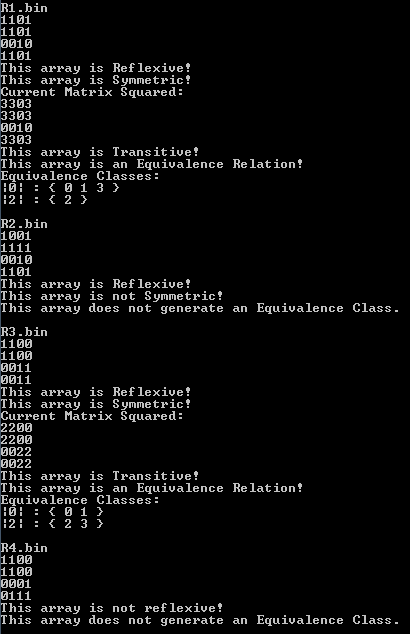 R1.bin
1101
1101
0010
1101
This array is Reflexive!
This array is Symmetric!
Current Matrix Squared:
3303
3303
0010
3303
This array is Transitive!
This array is an Equivalence Relation!
Equivalence Classes:
|0| : { 0 1 3 }
|2| : { 2 }
R2.bin
1001
1111
0010
1101
This array is Reflexive!
This array is not Symmetric!
This array does not generate an Equivalence Class.
R3.bin
1100
1100
0011
0011
This array is Reflexive!
This array is Symmetric!
Current Matrix Squared:
2200
2200
0022
0022
This array is Transitive!
This array is an Equivalence Relation!
Equivalence Classes:
|0| : { 0 1 }
|2| : { 2 3 }
R4.bin
1100
1100
0001
0111
This array is not reflexive!
This array does not generate an Equivalence Class.